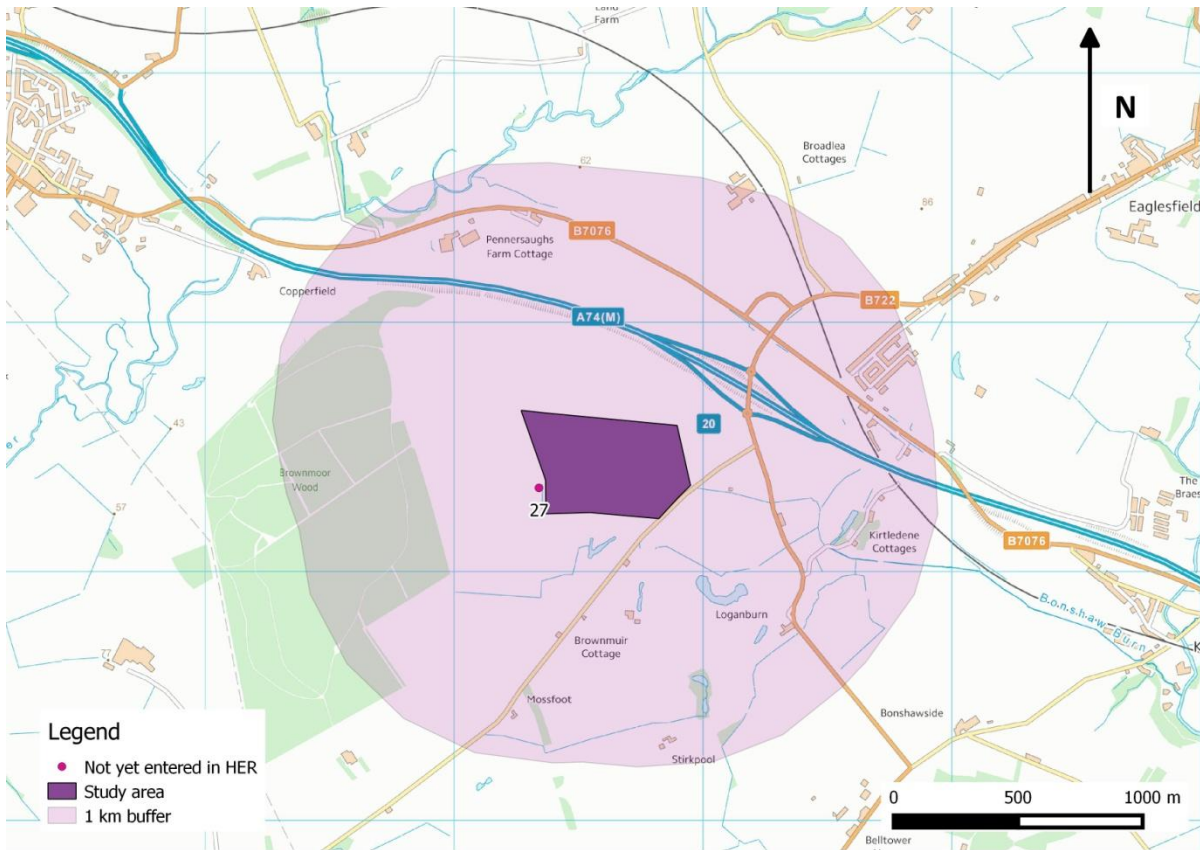 Land
Farm
N
62
Broadlea
Cottages
86
Eaglesfield
Pennersaughs
Farm Cottage
B7076
Copperfield
B722
A74(M)
20
43
Brownmoor
Wood
27
57
The
Braes
Kirtledene
Cottages
B7076
Bonshaw Burn
Loganburn
Brownmuir
Cottage
77
Mossfoot
Bonshawside
Stirkpool
Legend
Not yet entered in HER
Study area
1 km buffer
0 500 1000 m
Belltower